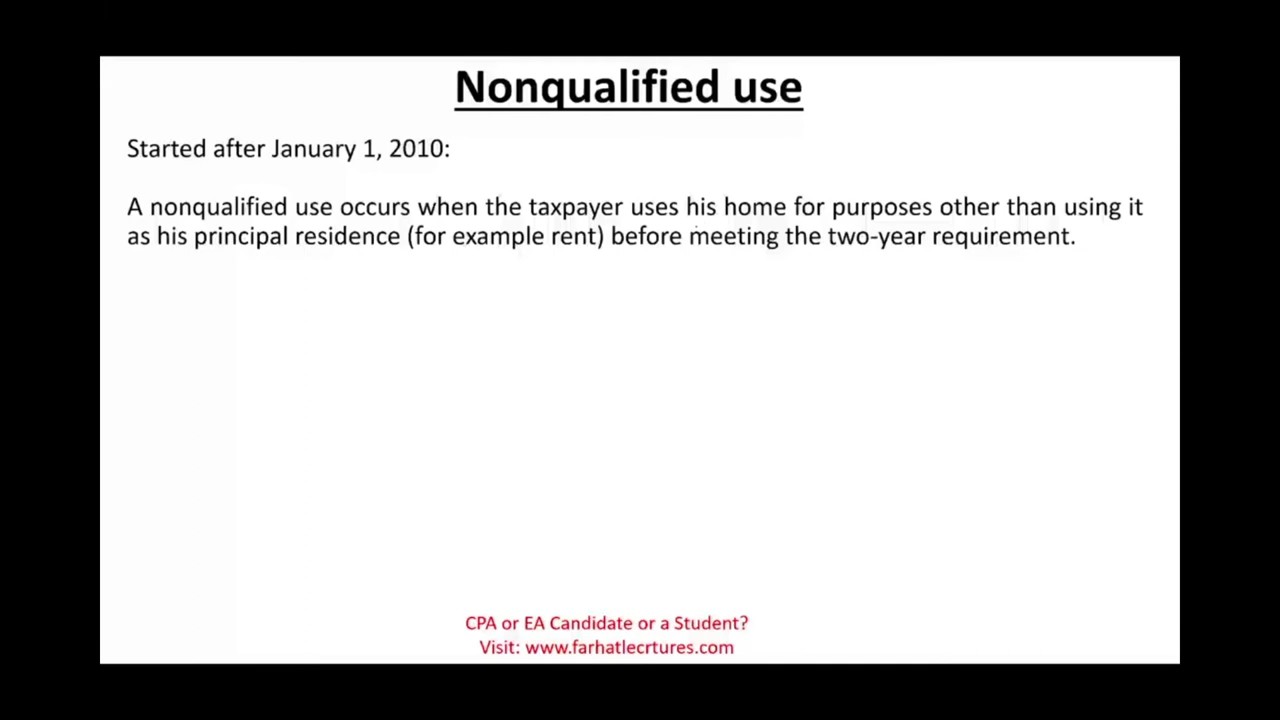 Nonqualified use
Started after January 1, 2010:
A nonqualified use occurs when the taxpayer uses his home for purposes other than using it
as his principal residence (for example rent) before meeting the two-year requirement.
CPA or EA Candidate or a Student?
Visit: www.farhatlecrtures.com